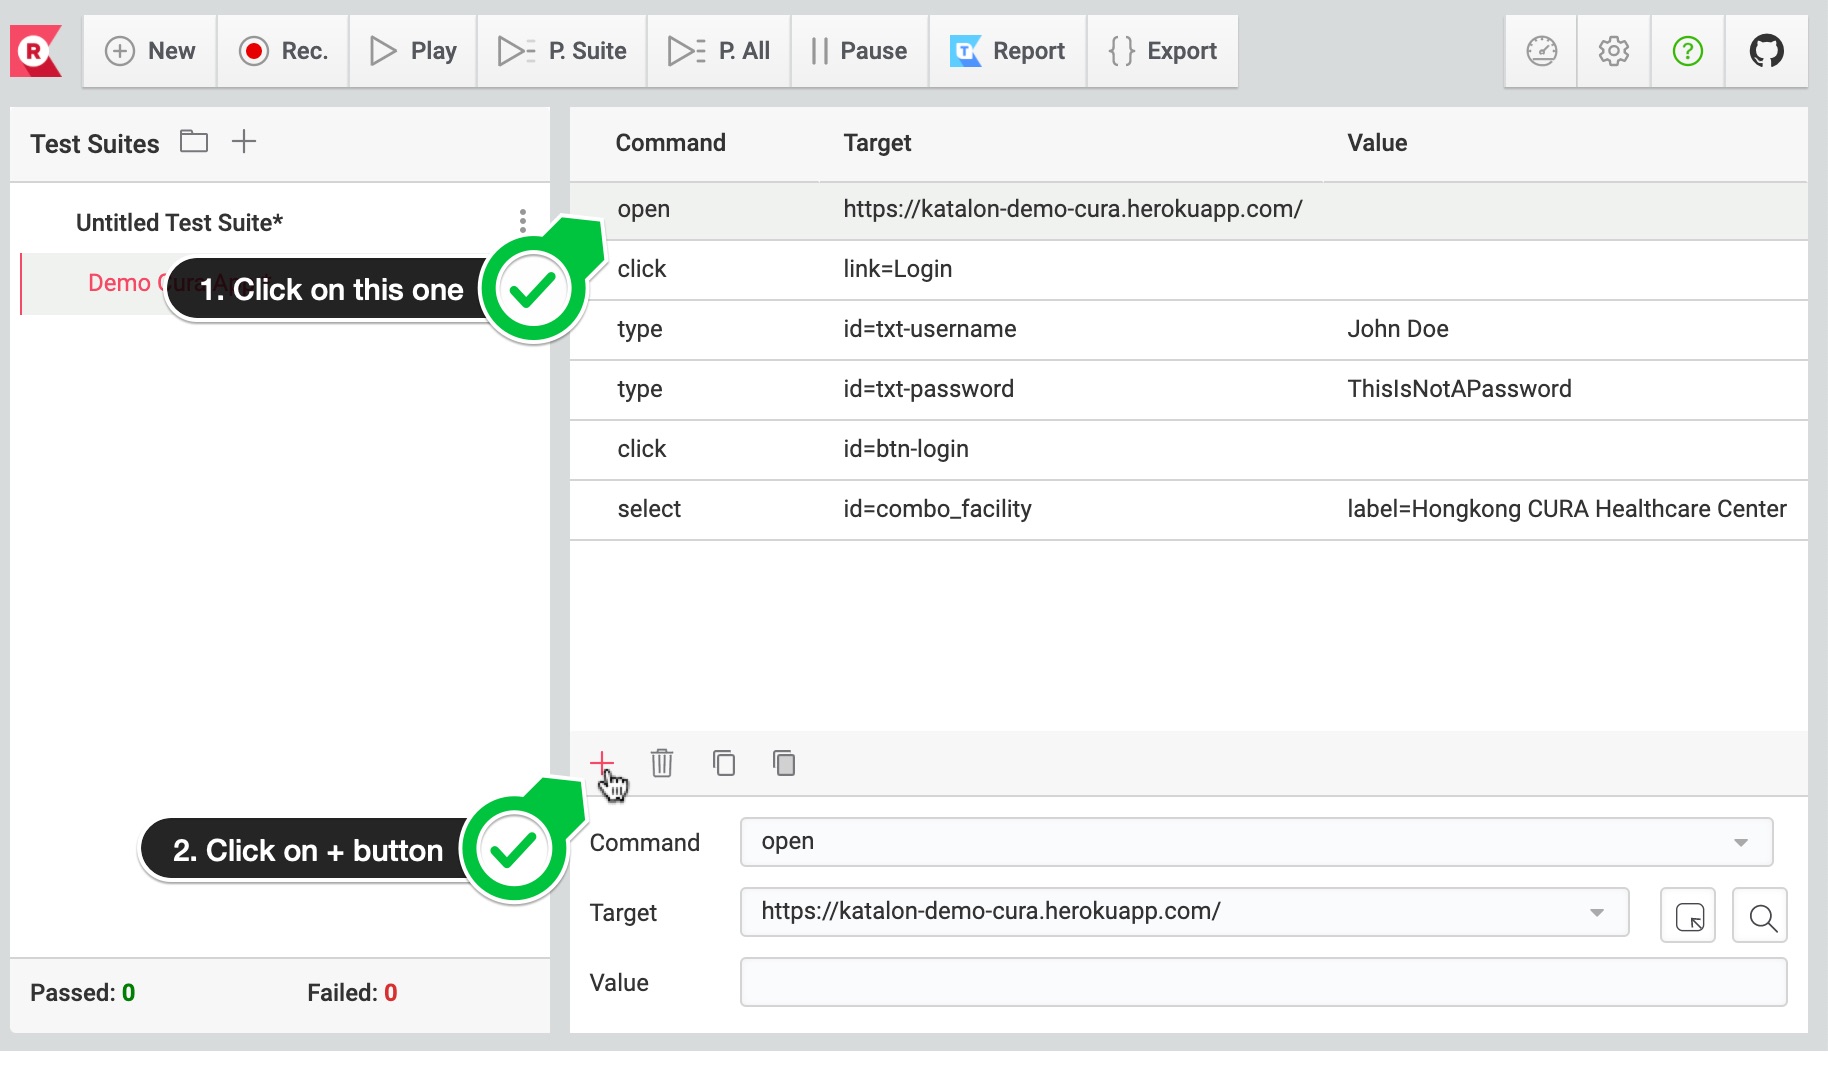 R
New
Rec.
Play
P. Suite
P. All
Pause
T
Report
{ } Export
?
Test Suites
Command Target Value
Untitled Test Suite*
open https://katalon-demo-cura.herokuapp.com/
Demo Cura
1. Click on this one
click link=Login
type id=txt-username John Doe
type id=txt-password ThisIsNotAPassword
click id=btn-login
select id=combo_facility label=Hongkong CURA Healthcare Center
2. Click on + button
Command open
Target https://katalon-demo-cura.herokuapp.com/
Value
Passed: 0 Failed: 0